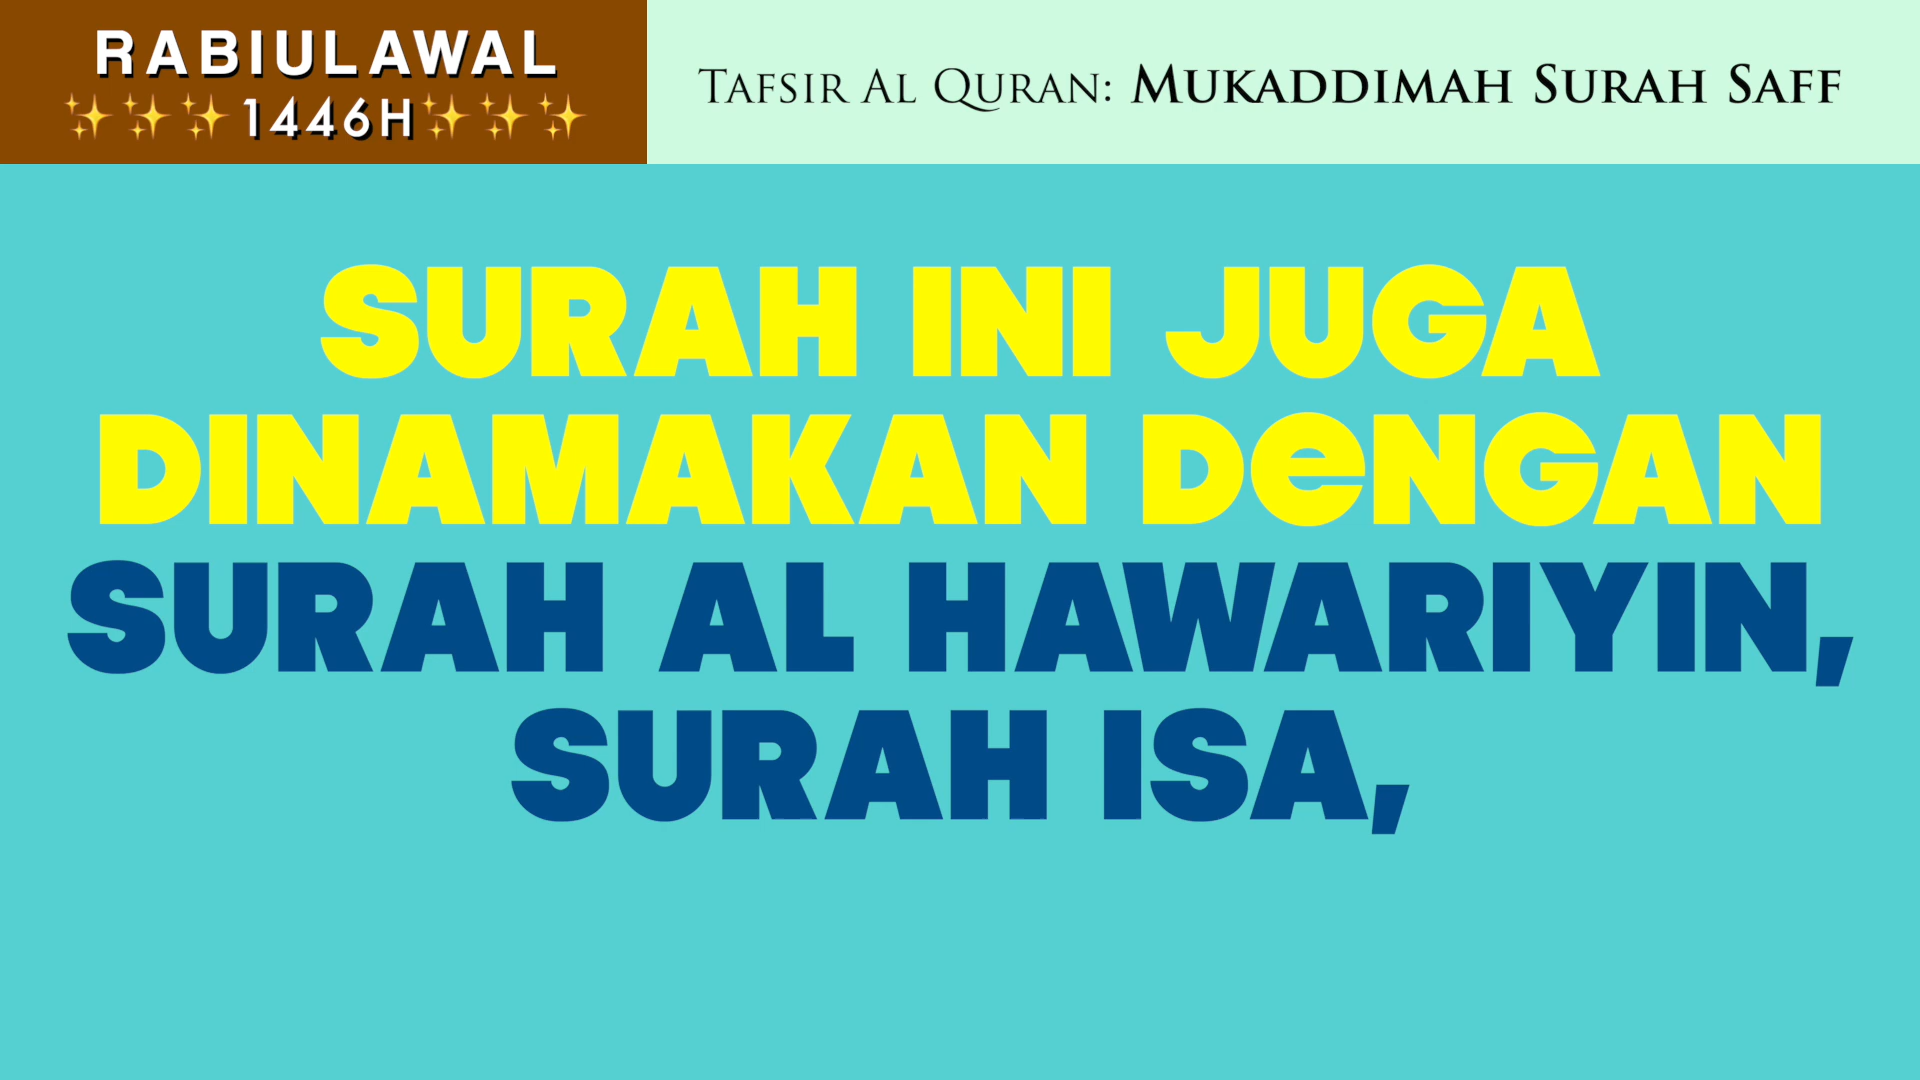 RABIULAWAL
✨✨✨1446H✨✨✨
Tafsir Al Quran: Mukaddimah Surah Saff
SURAH INI JUGA
DINAMAKAN DeNGAN
SURAH AL HAWARIYIN,
SURAH ISA,